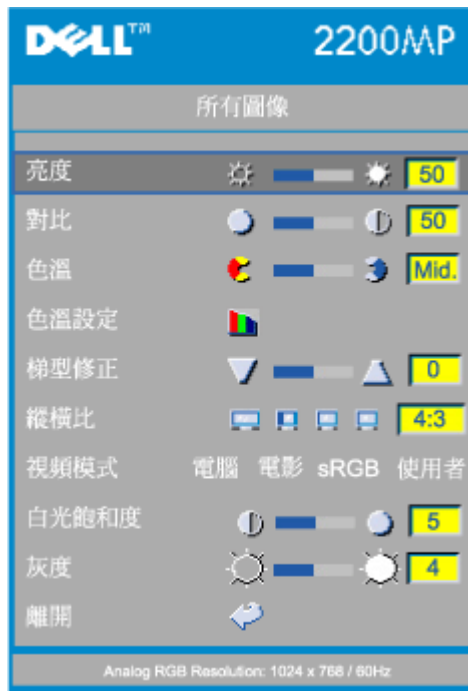 DELL™ 2200MP
所有圖像
亮度 50
對比 50
色溫 Mid.
色溫設定
梯型修正 0
縱橫比 4:3
視頻模式 電腦 電影 sRGB 使用者
白光飽和度 5
灰度 4
離開
Analog RGB Resolution: 1024 x 768 / 60Hz